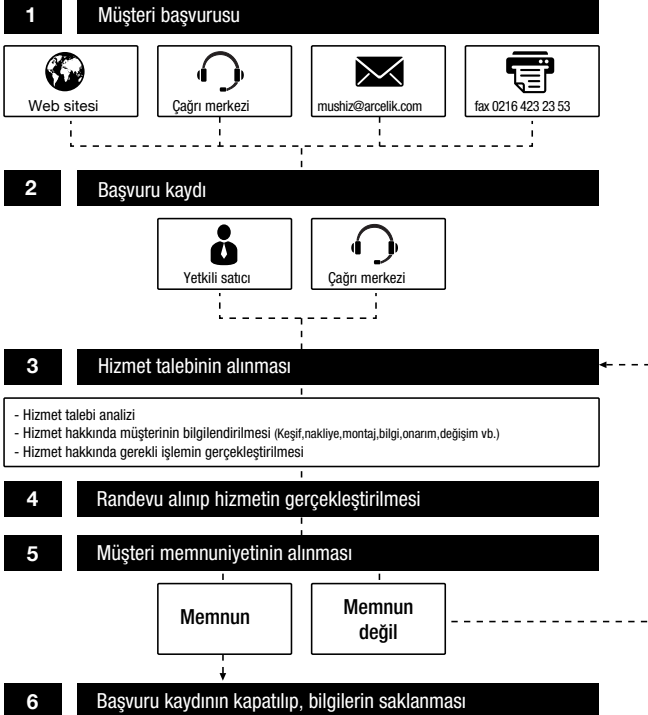 1 Müşteri başvurusu
Web sitesi
Çağrı merkezi
mushiz@arcelik.com
fax 0216 423 23 53
2 Başvuru kaydı
Yetkili satıcı
Çağrı merkezi
3 Hizmet talebinin alınması
- Hizmet talebi analizi
- Hizmet hakkında müşterinin bilgilendirilmesi (Keşif,nakliye,montaj,bilgi,onarım,değişim vb.)
- Hizmet hakkında gerekli işlemin gerçekleştirilmesi
4 Randevu alınıp hizmetin gerçekleştirilmesi
5 Müşteri memnuniyetinin alınması
Memnun
Memnun
değil
6 Başvuru kaydının kapatılıp, bilgilerin saklanması